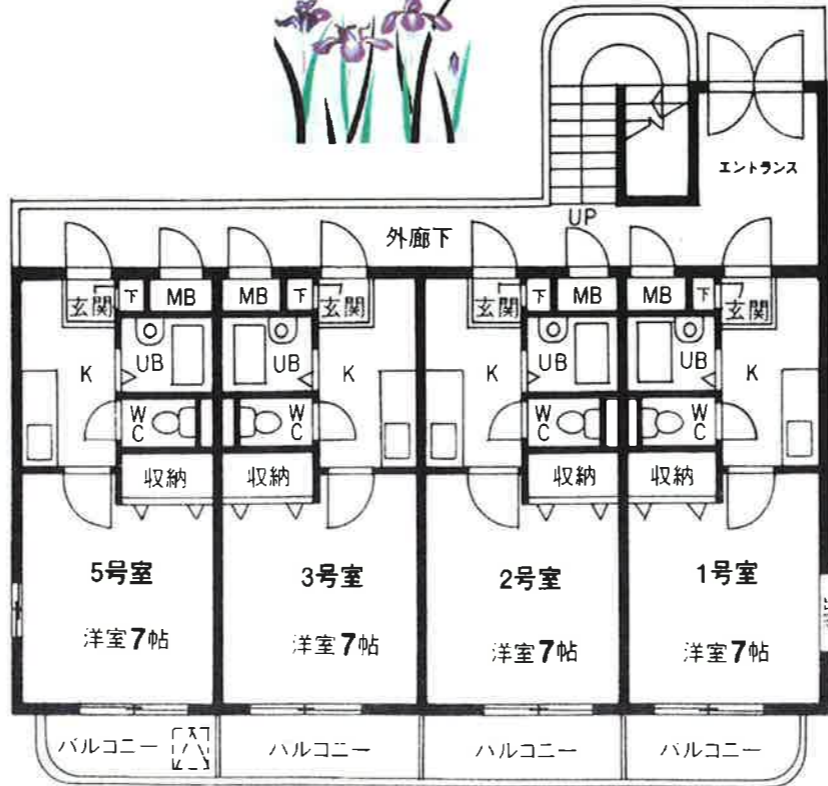 エントランス
UP
外廊下
玄関
下
MB
MB
下
玄関
玄関
下
MB
MB
下
玄関
K
UB
UB
K
K
UB
UB
K
WC
WC
WC
WC
収納
収納
収納
収納
5号室
3号室
2号室
1号室
洋室7帖
洋室7帖
洋室7帖
洋室7帖
バルコニー
バルコニー
バルコニー
バルコニー